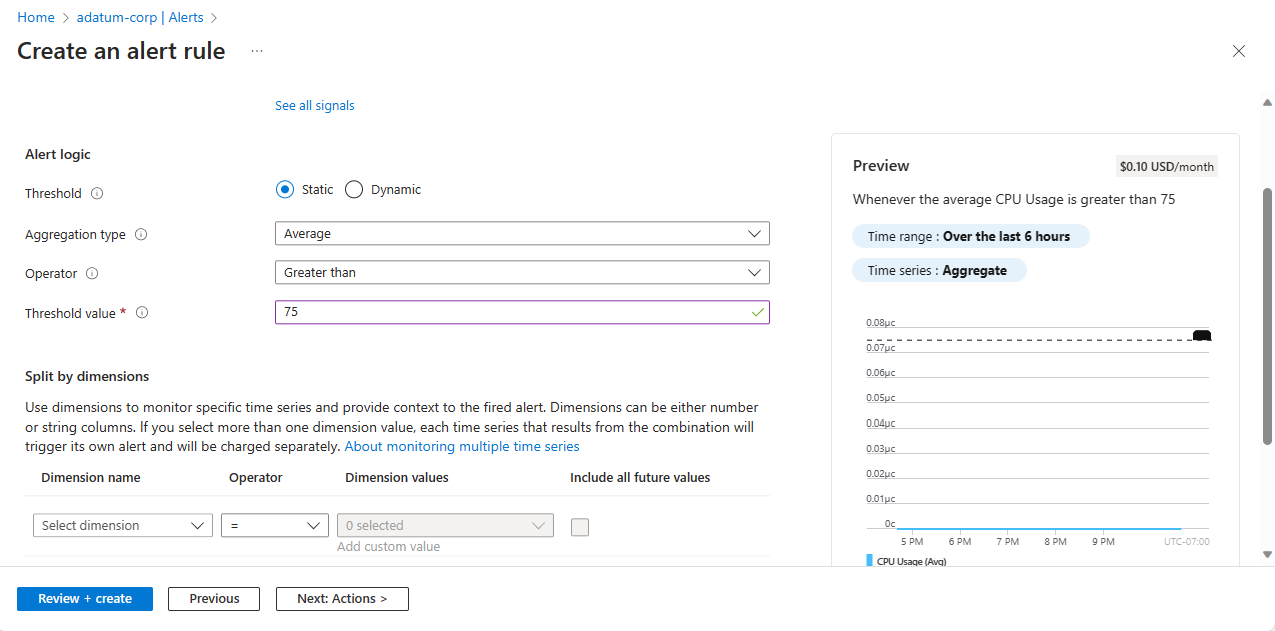 Home > adatum-corp | Alerts >
Create an alert rule ...
See all signals
Alert logic
Threshold
Static Dynamic
Aggregation type
Average
Operator
Greater than
Threshold value *
75
Split by dimensions
Use dimensions to monitor specific time series and provide context to the fired alert. Dimensions can be either number
or string columns. If you select more than one dimension value, each time series that results from the combination will
trigger its own alert and will be charged separately. About monitoring multiple time series
Dimension name Operator Dimension values Include all future values
Select dimension = 0 selected
Add custom value
Preview $0.10 USD/month
Whenever the average CPU Usage is greater than 75
Time range : Over the last 6 hours
Time series : Aggregate
0.08µc
0.07µc
0.06µc
0.05µc
0.04µc
0.03µc
0.02µc
0.01µc
0c
5 PM 6 PM 7 PM 8 PM 9 PM UTC-07:00
CPU Usage (Avg)
Review + create Previous Next: Actions >